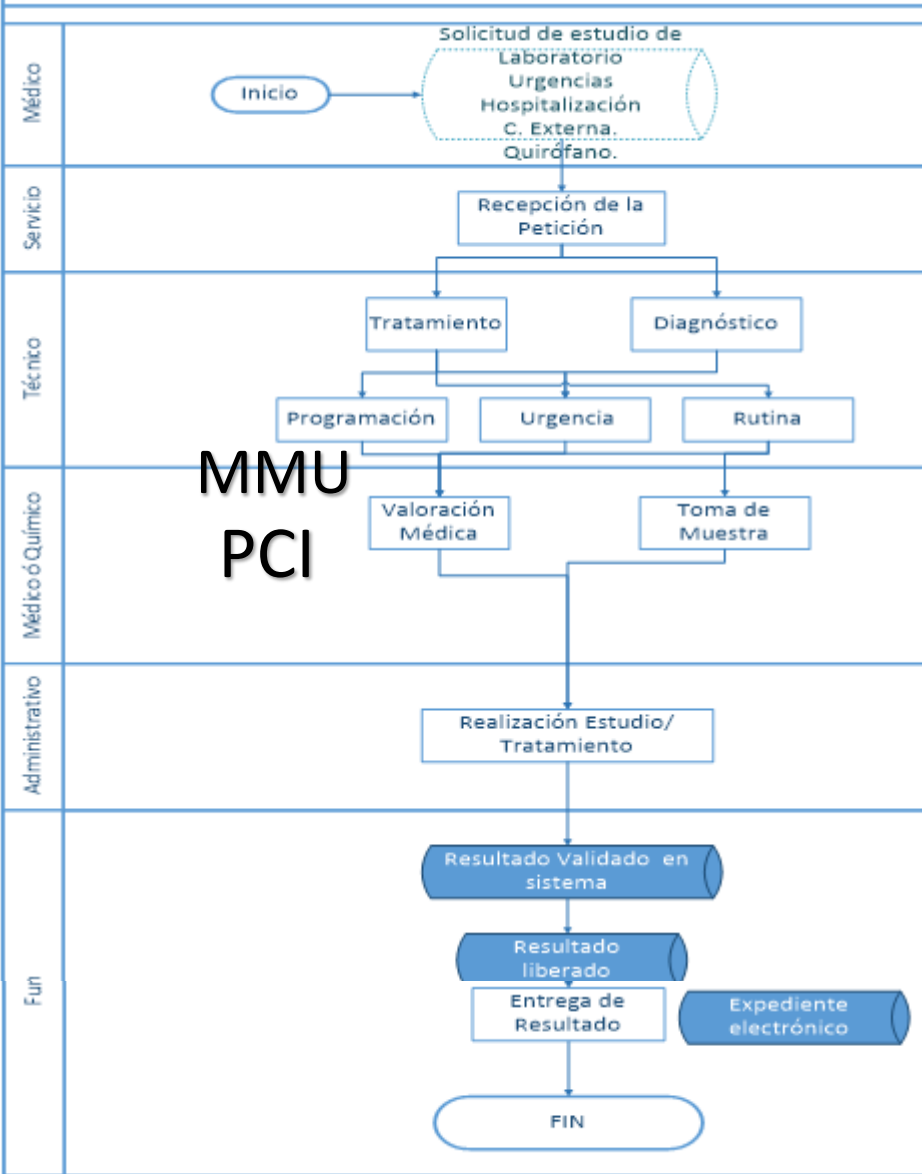 Médico
Inicio
Solicitud de estudio de
Laboratorio
Urgencias
Hospitalización
C. Externa.
Quirófano.
Servicio
Recepción de la
Petición
Técnico
Tratamiento
Diagnóstico
Programación
Urgencia
Rutina
MMU
PCI
Médico ó Químico
Valoración
Médica
Toma de
Muestra
Administrativo
Realización Estudio/
Tratamiento
Fun
Resultado Validado en
sistema
Resultado
liberado
Entrega de
Resultado
Expediente
electrónico
FIN